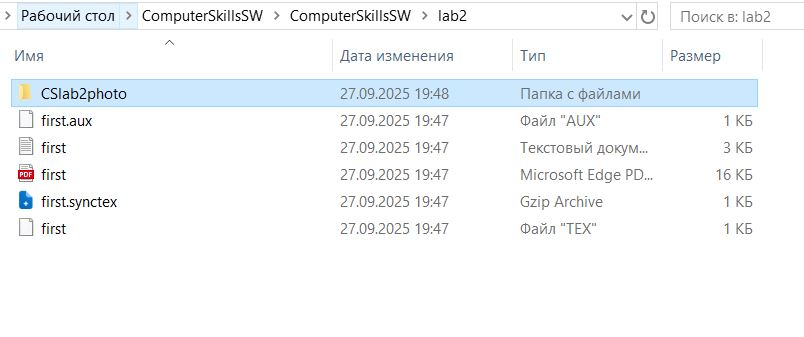 Рабочий стол > ComputerSkillsSW > ComputerSkillsSW > lab2 Поиск в: lab2
Имя Дата изменения Тип Размер
CSlab2photo 27.09.2025 19:48 Папка с файлами
first.aux 27.09.2025 19:47 Файл "AUX" 1 КБ
first 27.09.2025 19:47 Текстовый докум... 3 КБ
PDF first 27.09.2025 19:47 Microsoft Edge PD... 16 КБ
first.synctex 27.09.2025 19:47 Gzip Archive 1 КБ
first 27.09.2025 19:47 Файл "TEX" 1 КБ